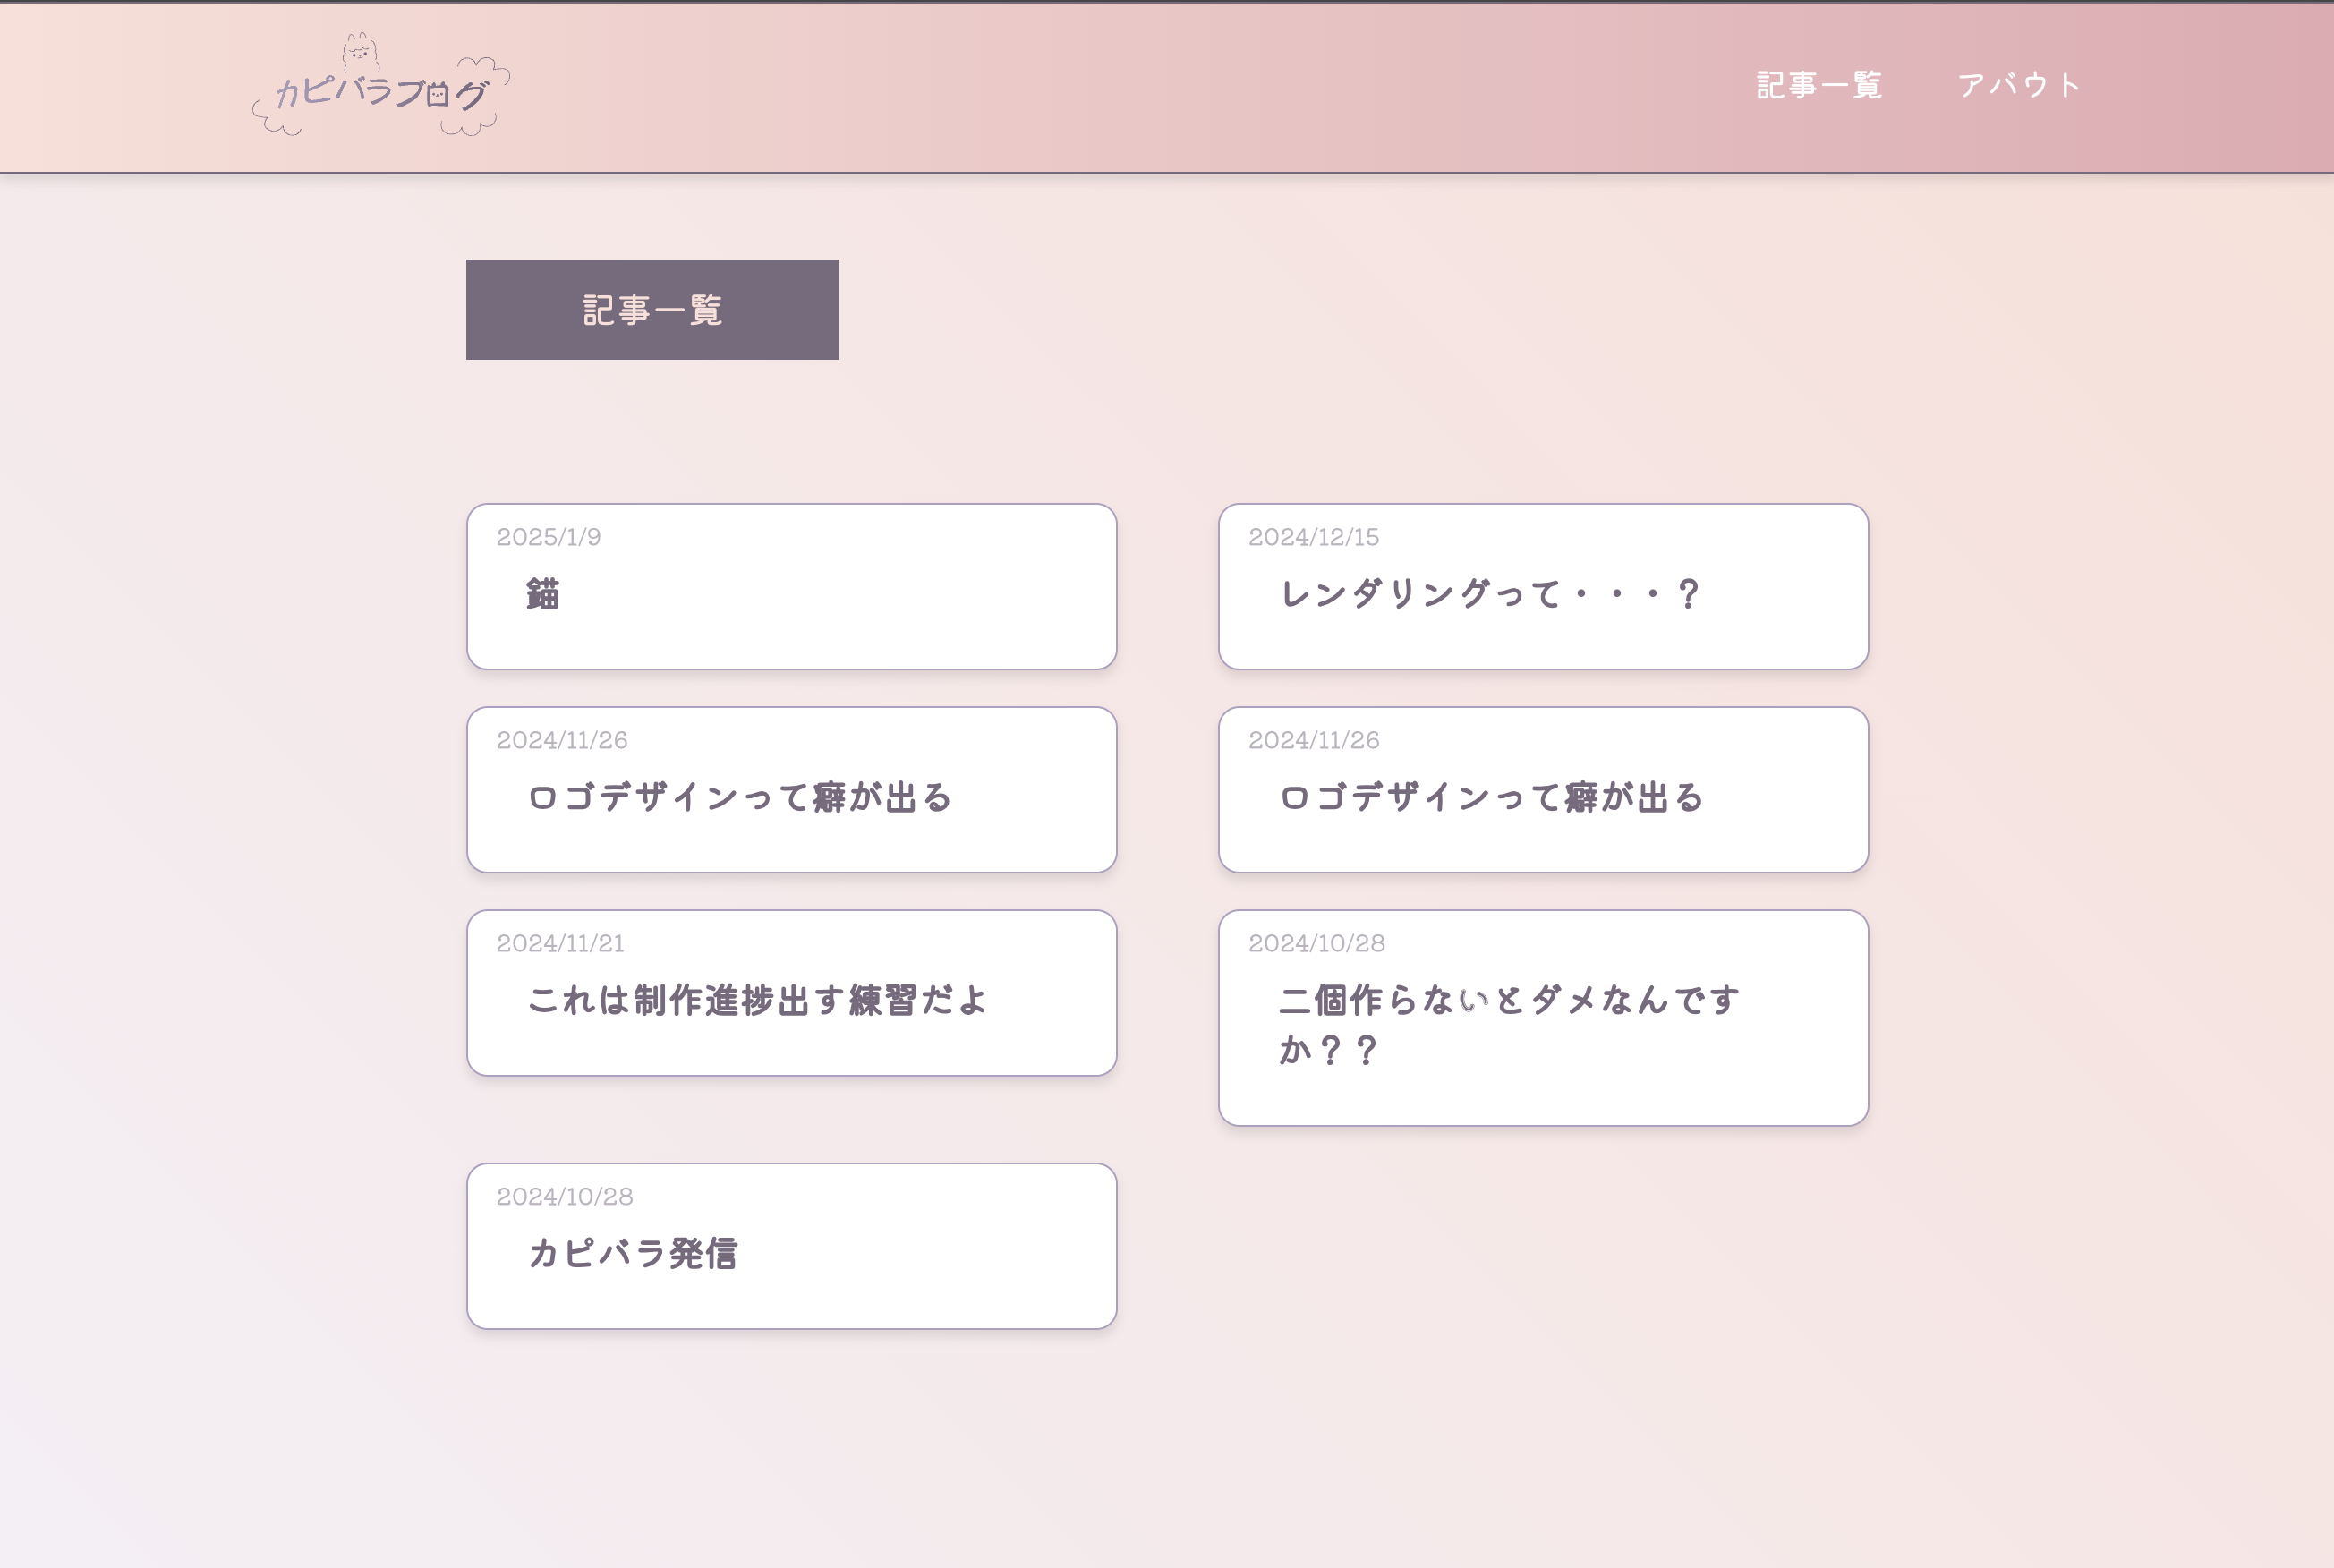 カピバラブログ
記事一覧
アバウト
記事一覧
2025/1/9
錨
2024/12/15
レンダリングって・・・？
2024/11/26
ロゴデザインって癖が出る
2024/11/26
ロゴデザインって癖が出る
2024/11/21
これは制作進捗出す練習だよ
2024/10/28
二個作らないとダメなんです
か？？
2024/10/28
カピバラ発信